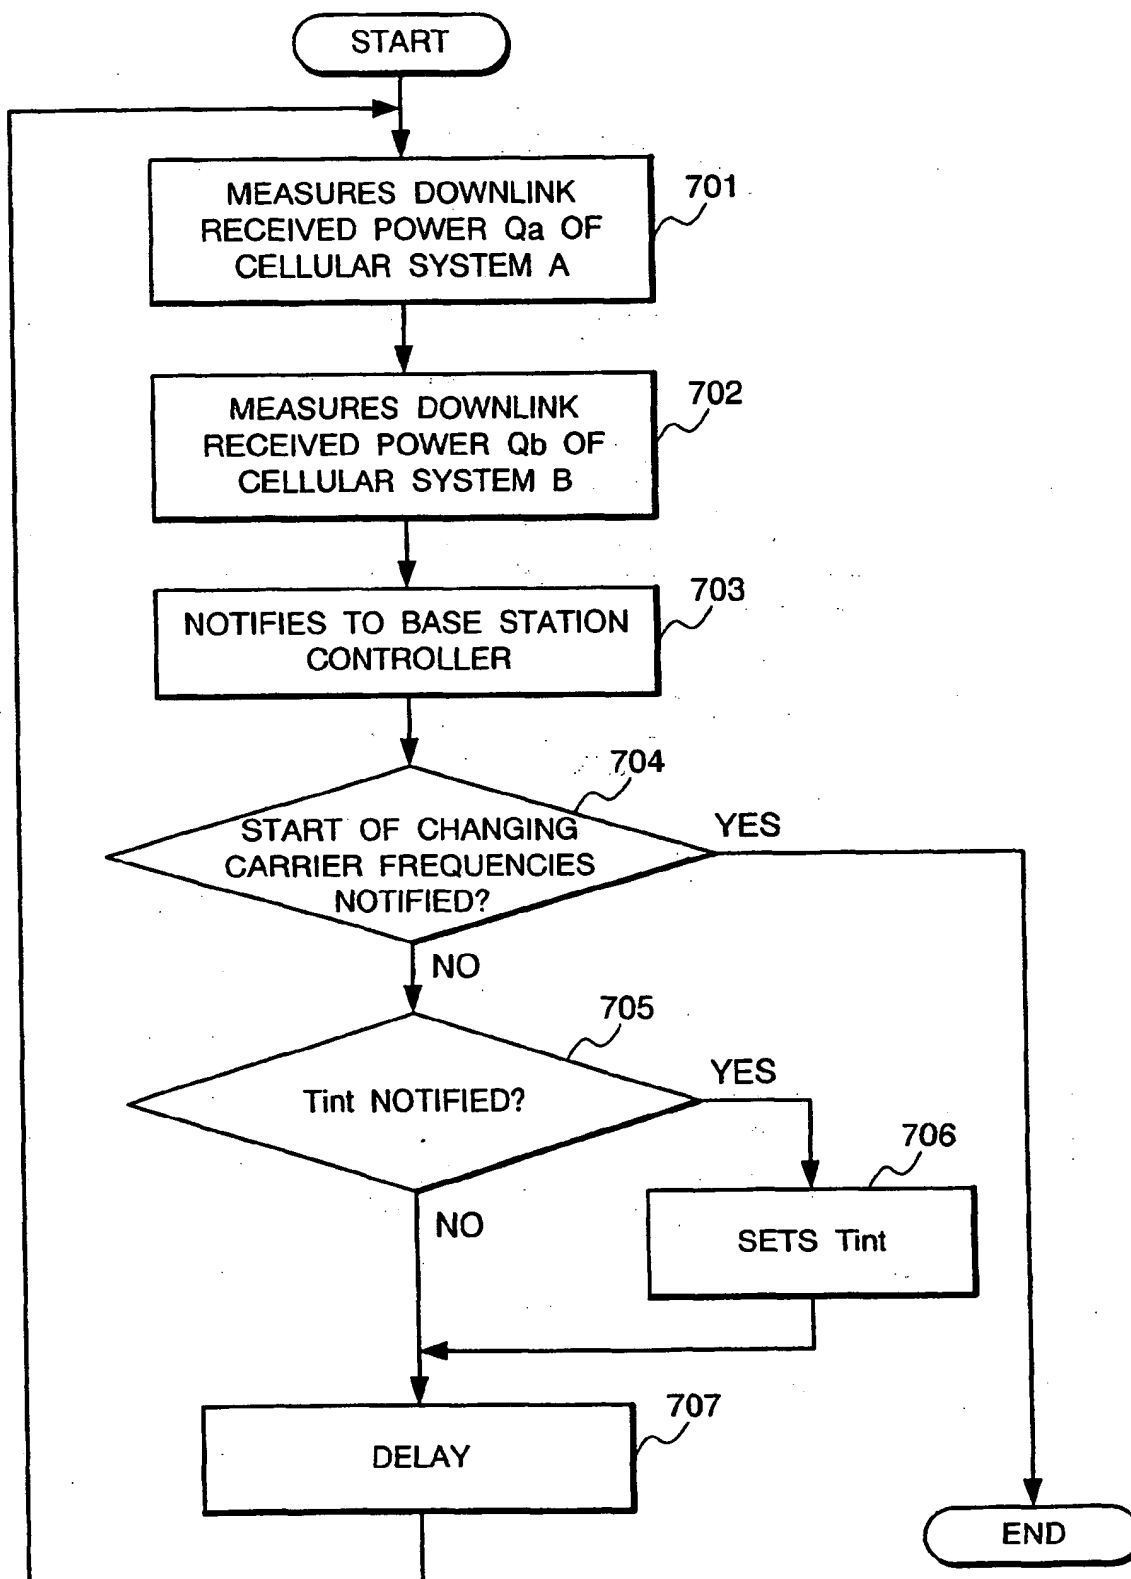 START
MEASURES DOWNLINK
RECEIVED POWER Qa OF
CELLULAR SYSTEM A
701
MEASURES DOWNLINK
RECEIVED POWER Qb OF
CELLULAR SYSTEM B
702
NOTIFIES TO BASE STATION
CONTROLLER
703
704
START OF CHANGING
CARRIER FREQUENCIES
NOTIFIED?
YES
NO
705
Tint NOTIFIED?
YES
706
SETS Tint
NO
707
DELAY
END